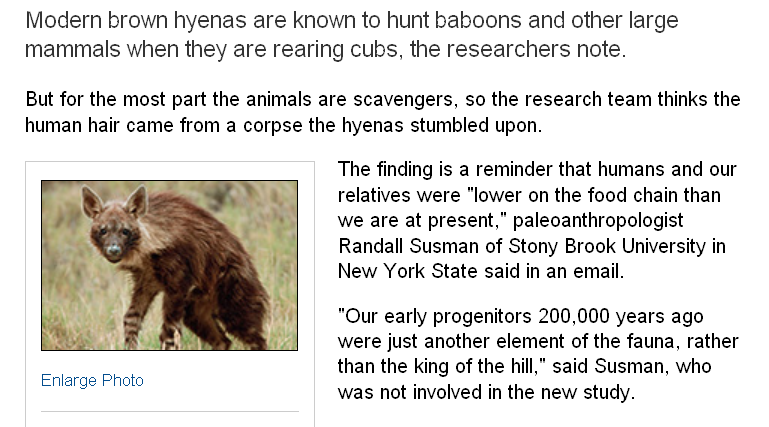 Modern brown hyenas are known to hunt baboons and other large
mammals when they are rearing cubs, the researchers note.
But for the most part the animals are scavengers, so the research team thinks the
human hair came from a corpse the hyenas stumbled upon.
The finding is a reminder that humans and our
relatives were "lower on the food chain than
we are at present," paleoanthropologist
Randall Susman of Stony Brook University in
New York State said in an email.
"Our early progenitors 200,000 years ago
were just another element of the fauna, rather
than the king of the hill," said Susman, who
was not involved in the new study.
Enlarge Photo